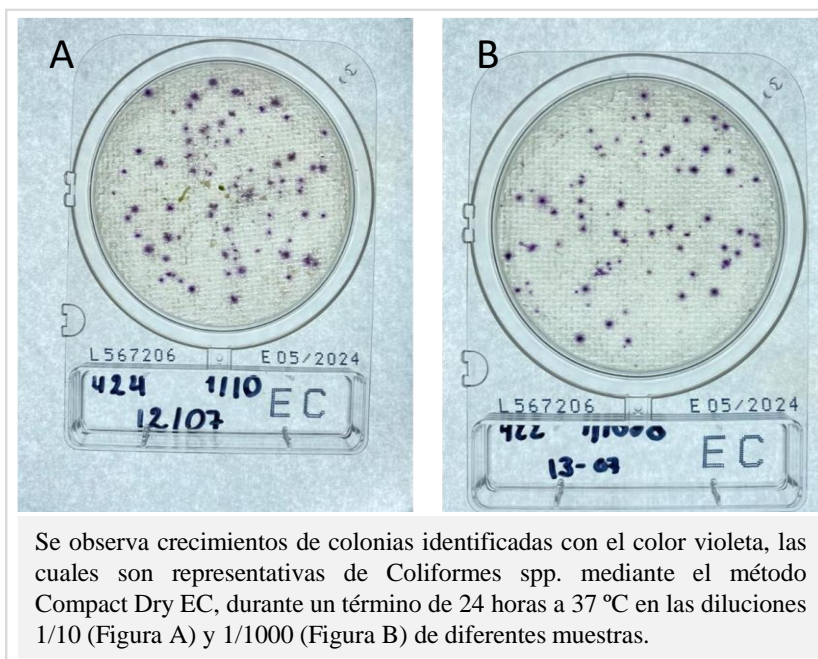 A
B
L567206 E05/2024
424 1/10 EC
12/07
L567206 E05/2024
422 1/1000 EC
13-07
Se observa crecimientos de colonias identificadas con el color violeta, las
cuales son representativas de Coliformes spp. mediante el método
Compact Dry EC, durante un término de 24 horas a 37 ºC en las diluciones
1/10 (Figura A) y 1/1000 (Figura B) de diferentes muestras.